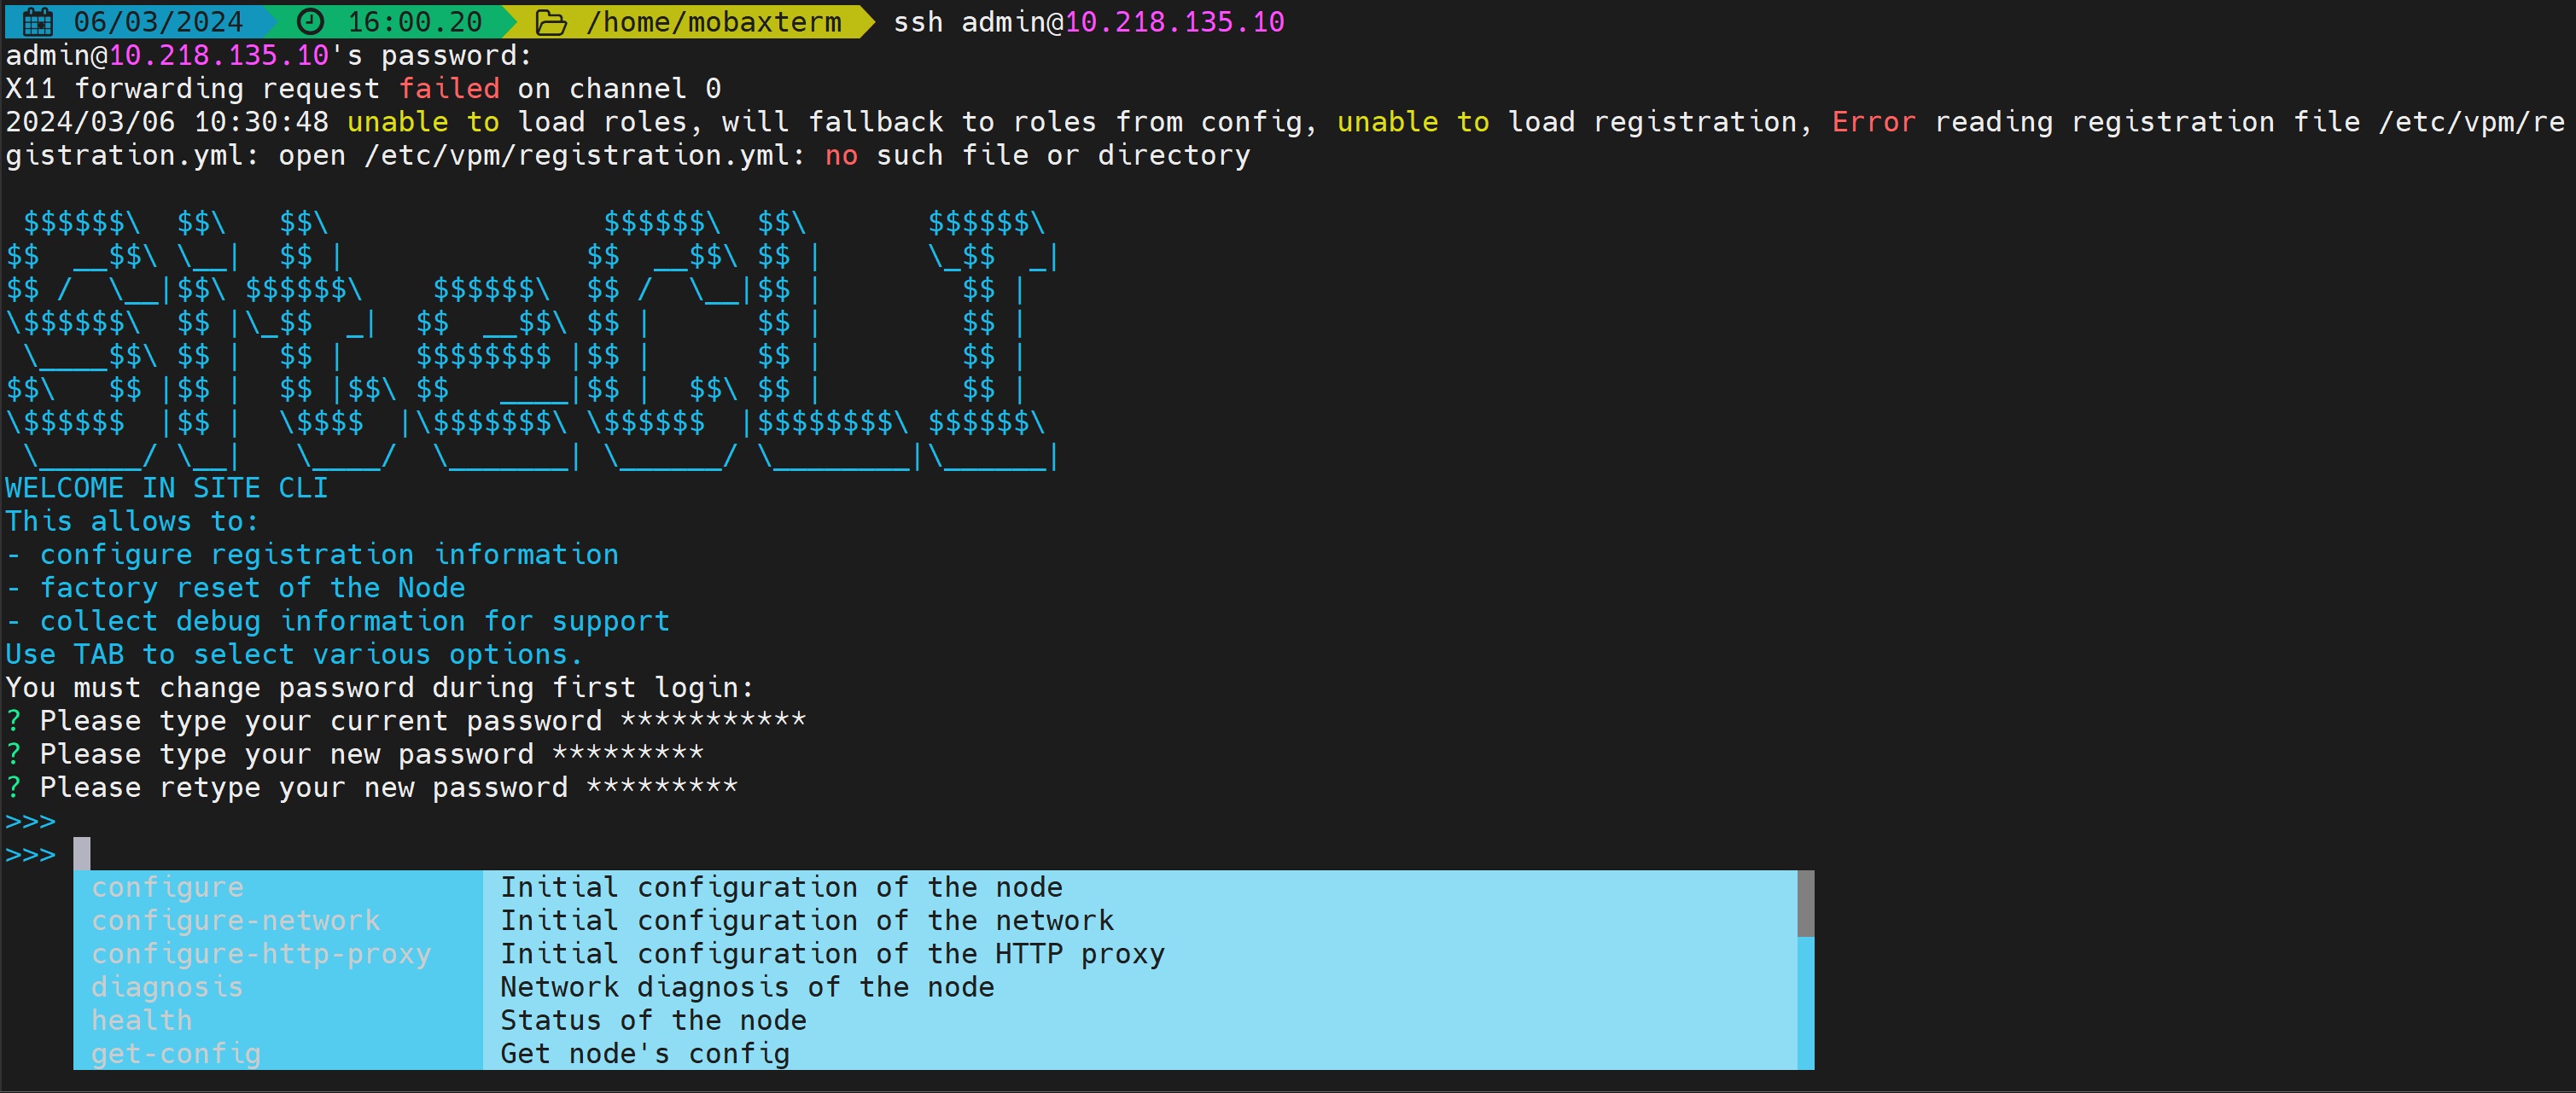 06/03/2024 16:00.20 /home/mobaxterm ssh admin@10.218.135.10
admin@10.218.135.10's password:
X11 forwarding request failed on channel 0
2024/03/06 10:30:48 unable to load roles, will fallback to roles from config, unable to load registration, Error reading registration file /etc/vpm/re
gistration.yml: open /etc/vpm/registration.yml: no such file or directory
 $$$$$$\  $$\   $$\                $$$$$$\  $$\       $$$$$$\
$$  __$$\ \__|  $$ |              $$  __$$\ $$ |      \_$$  _|
$$ /  \__|$$\ $$$$$$\    $$$$$$\  $$ /  \__|$$ |        $$ |
\$$$$$$\  $$ |\_$$  _|  $$  __$$\ $$ |      $$ |        $$ |
 \____$$\ $$ |  $$ |    $$$$$$$$ |$$ |      $$ |        $$ |
$$\   $$ |$$ |  $$ |$$\ $$   ____|$$ |  $$\ $$ |        $$ |
\$$$$$$  |$$ |  \$$$$  |\$$$$$$$\ \$$$$$$  |$$$$$$$$\ $$$$$$\
 \______/ \__|   \____/  \_______| \______/ \________|\______|
WELCOME IN SITE CLI
This allows to:
- configure registration information
- factory reset of the Node
- collect debug information for support
Use TAB to select various options.
You must change password during first login:
? Please type your current password ***********
? Please type your new password *********
? Please retype your new password *********
>>>
>>>
configure Initial configuration of the node
configure-network Initial configuration of the network
configure-http-proxy Initial configuration of the HTTP proxy
diagnosis Network diagnosis of the node
health Status of the node
get-config Get node's config